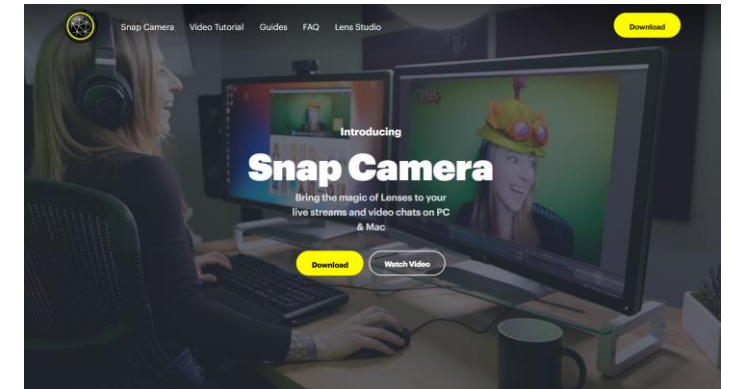 Snap Camera
Video Tutorial
Guides
FAQ
Lens Studio
Download
Introducing
Snap Camera
Bring the magic of Lenses to your
live streams and video chats on PC
& Mac
Download
Watch Video